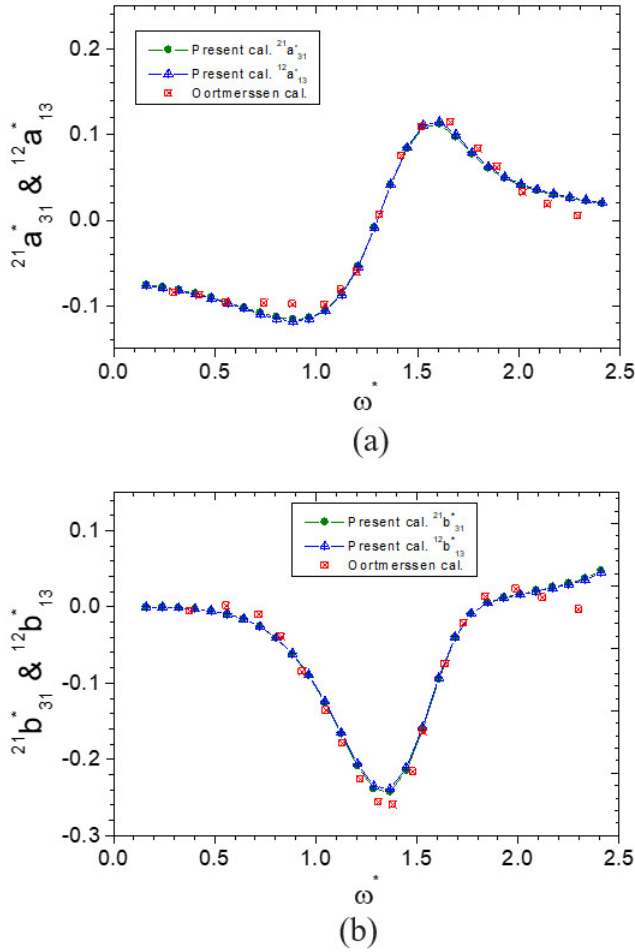 0.2
0.1
0.0
-0.1
²¹a*₃₁ & ¹²a*₁₃
Present cal. ²¹a*₃₁
Present cal. ¹²a*₁₃
Oortmerssen cal.
0.0 0.5 1.0 1.5 2.0 2.5
ω*
(a)
0.1
0.0
-0.1
-0.2
-0.3
²¹b*₃₁ & ¹²b*₁₃
Present cal. ²¹b*₃₁
Present cal. ¹²b*₁₃
Oortmerssen cal.
0.0 0.5 1.0 1.5 2.0 2.5
ω*
(b)